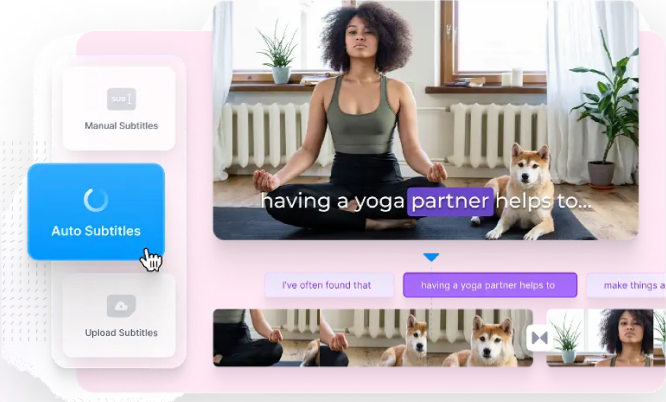 SUB
Manual Subtitles
Auto Subtitles
Upload Subtitles
having a yoga partner helps to...
I've often found that
having a yoga partner helps to
make things a